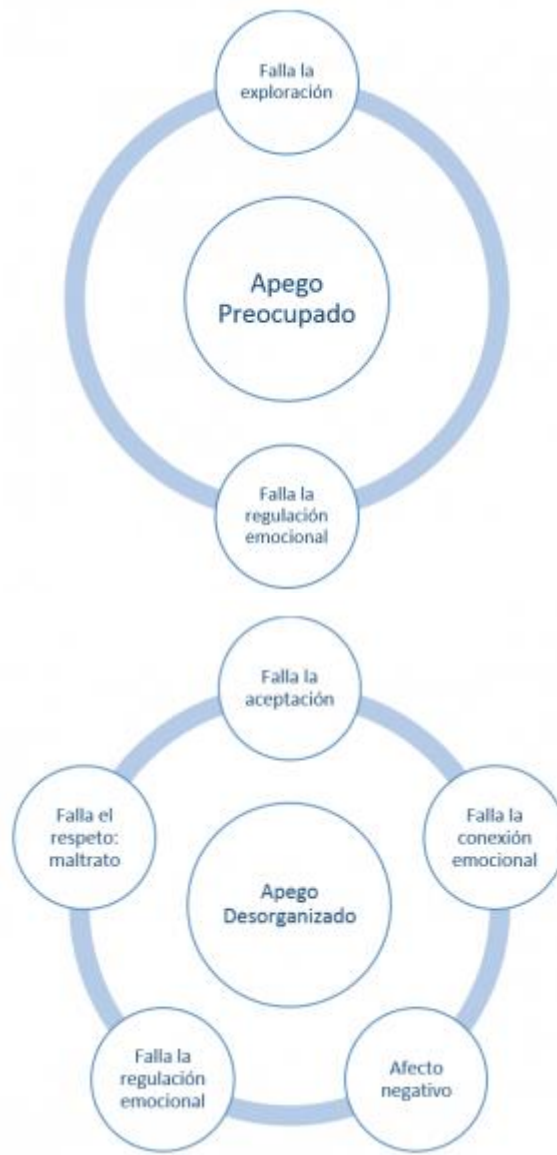 Falla la
exploración
Apego
Preocupado
Falla la
regulación
emocional
Falla la
aceptación
Falla el
respeto:
maltrato
Falla la
conexión
emocional
Apego
Desorganizado
Falla la
regulación
emocional
Afecto
negativo